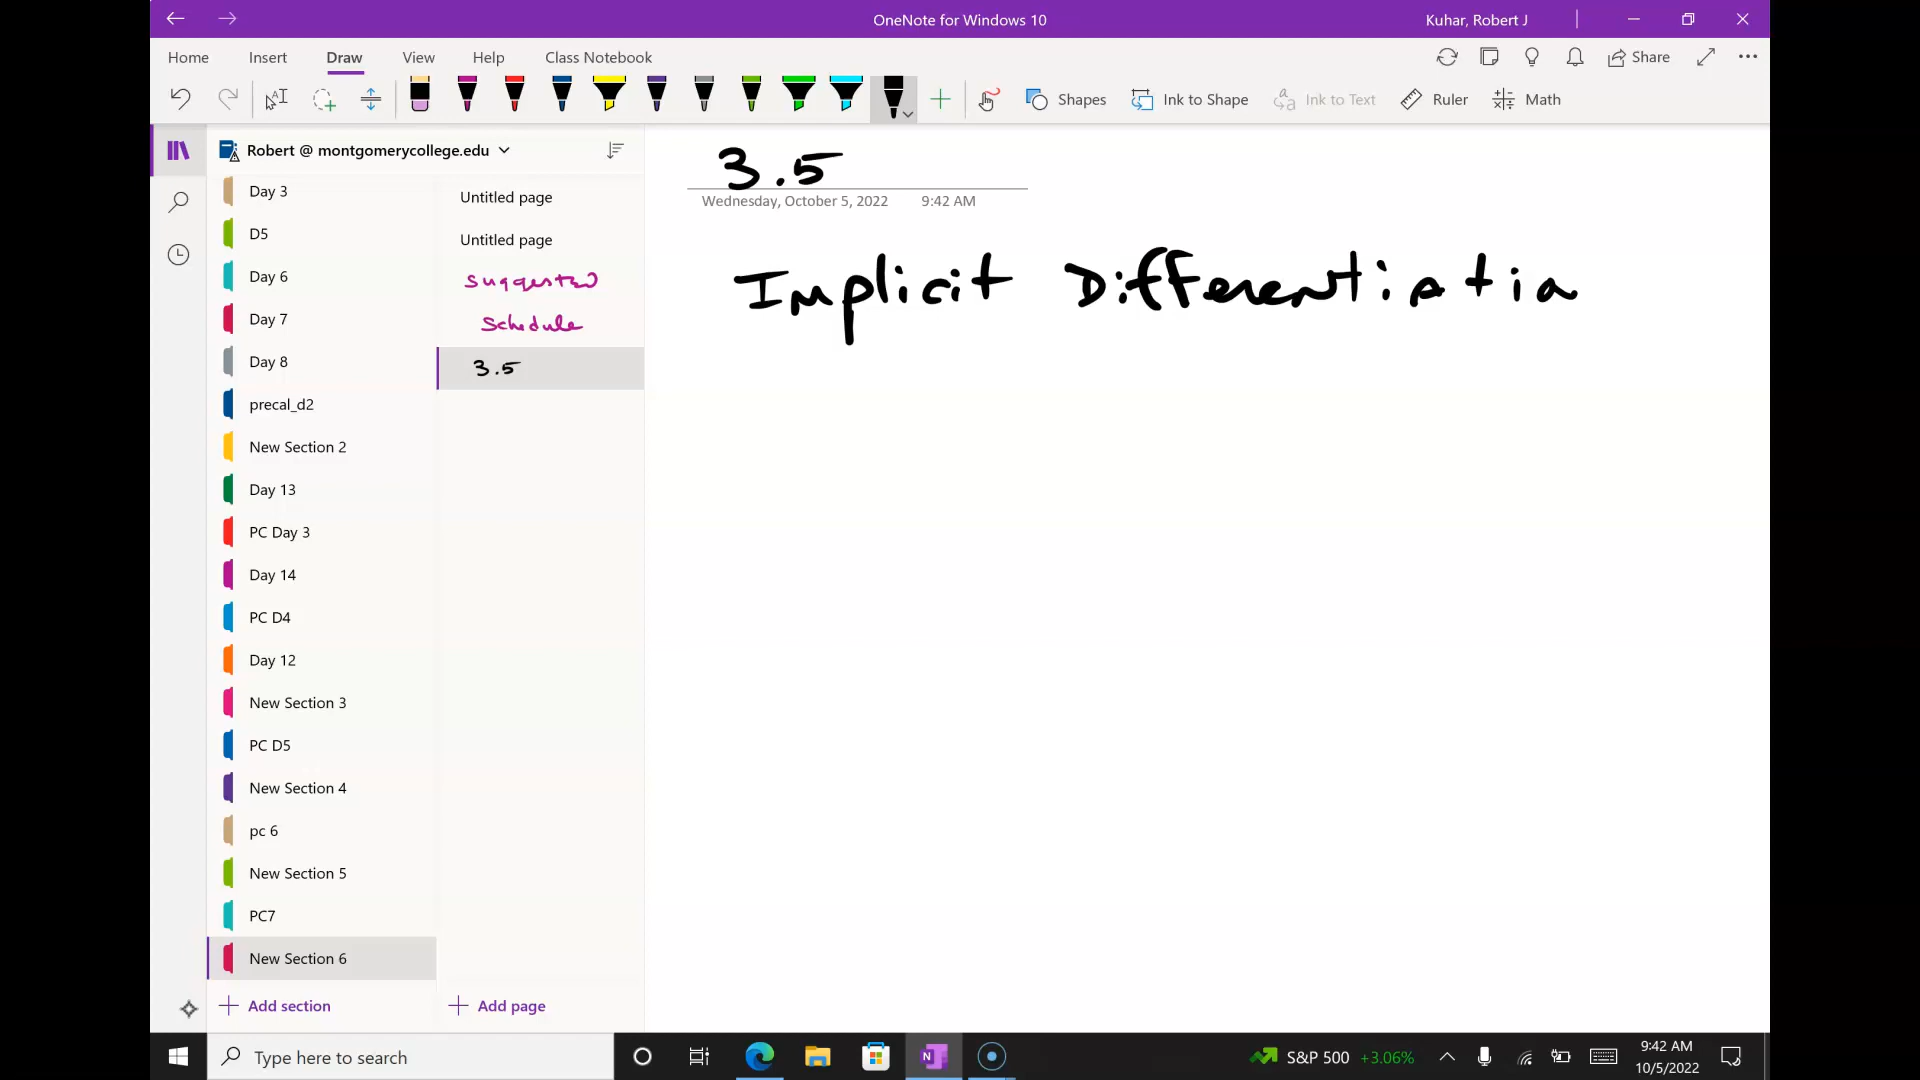 OneNote for Windows 10
Kuhar, Robert J
Home Insert Draw View Help Class Notebook
Share
Shapes Ink to Shape Ink to Text Ruler Math
Robert @ montgomerycollege.edu
Day 3
D5
Day 6
Day 7
Day 8
precal_d2
New Section 2
Day 13
PC Day 3
Day 14
PC D4
Day 12
New Section 3
PC D5
New Section 4
pc 6
New Section 5
PC7
New Section 6
Add section
Untitled page
Untitled page
Suggested
Schedule
3.5
Add page
3.5
Wednesday, October 5, 2022 9:42 AM
Implicit Differentiatia
Type here to search
S&P 500 +3.06%
9:42 AM
10/5/2022